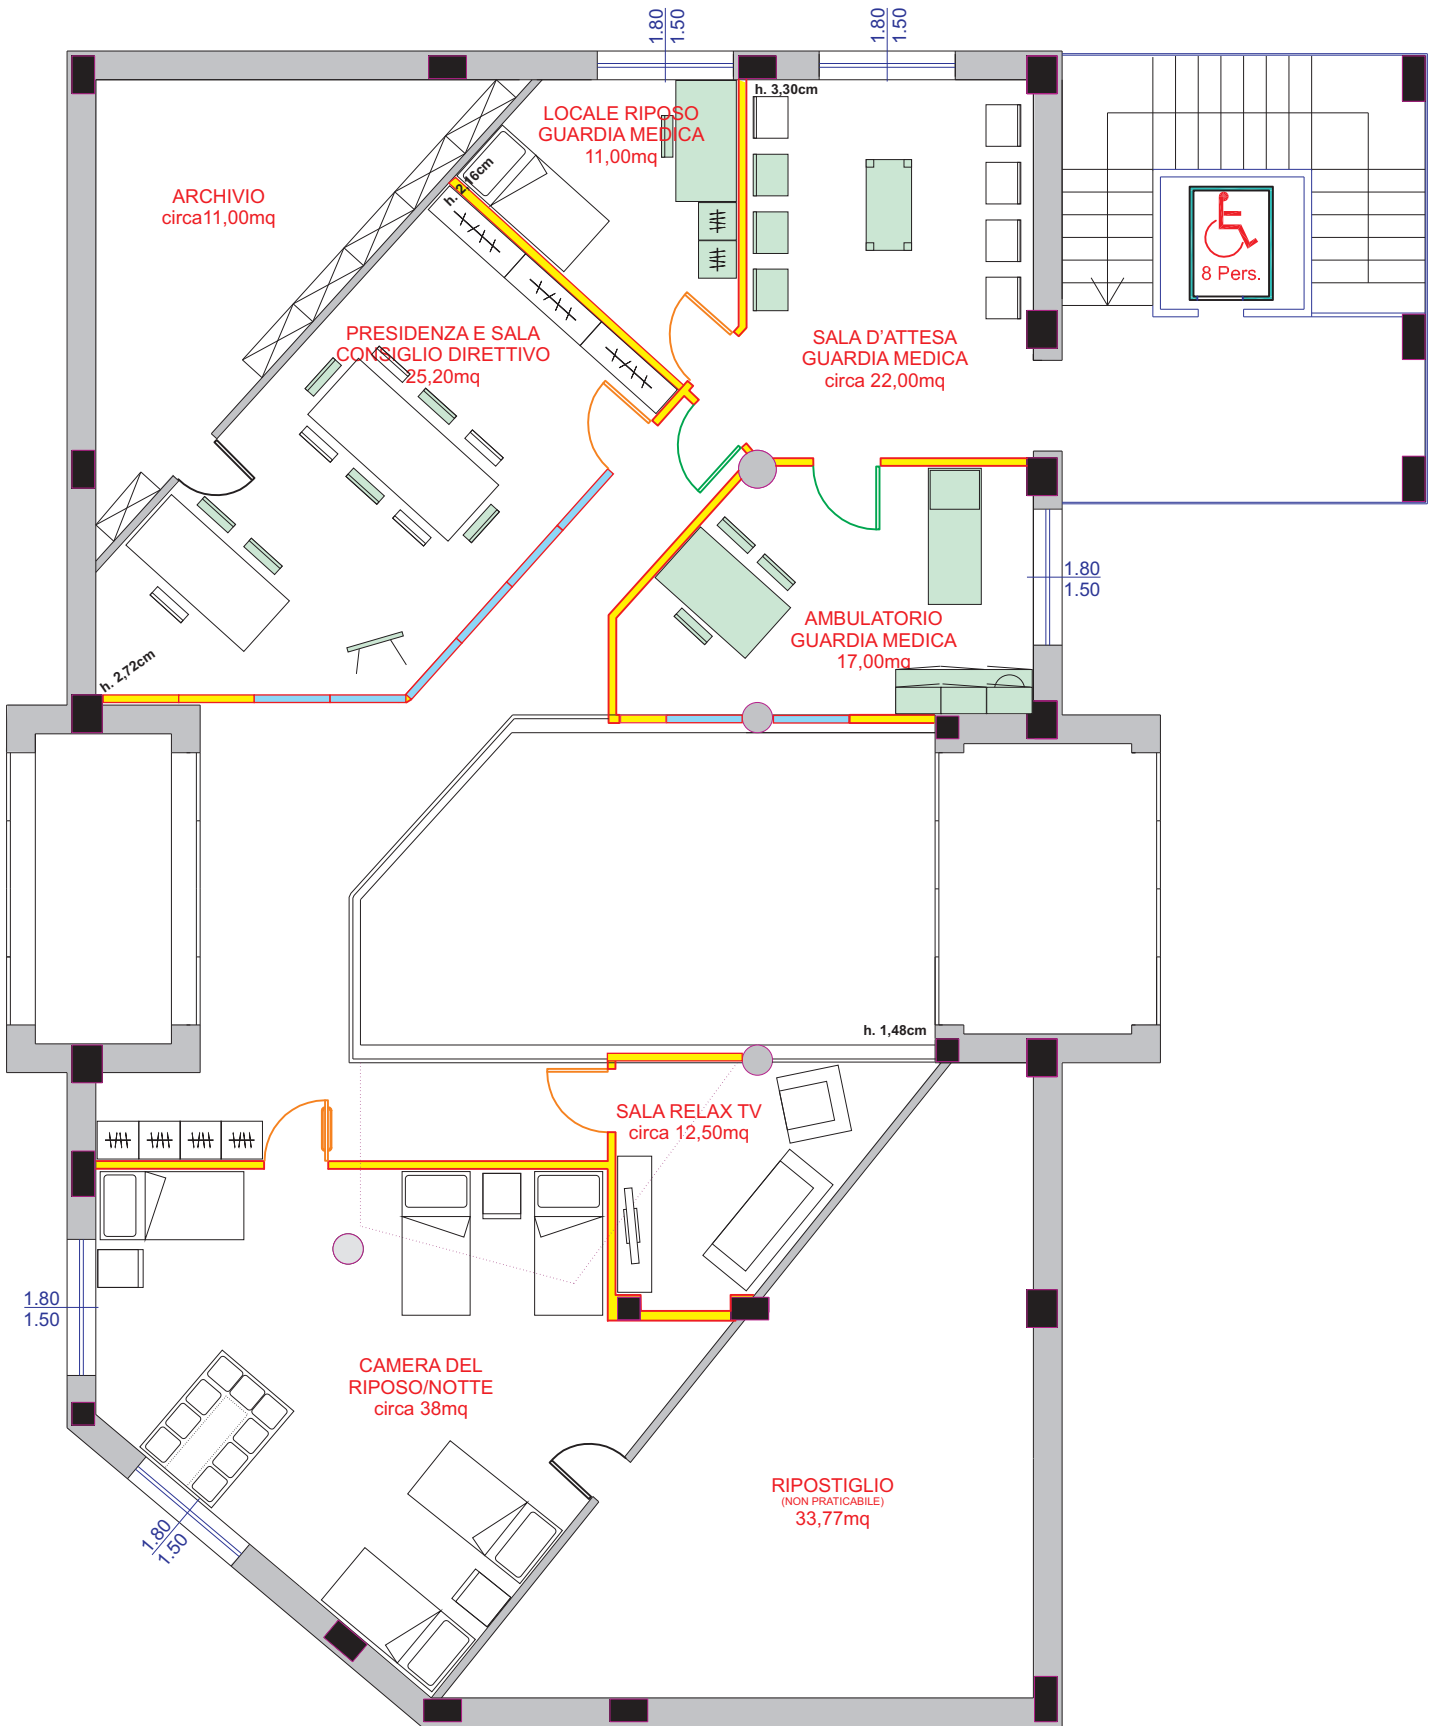 1.80
1.50
1.80
1.50
h. 3,30cm
LOCALE RIPOSO
GUARDIA MEDICA
11,00mq
h. 2,16cm
ARCHIVIO
circa11,00mq
8 Pers.
PRESIDENZA E SALA
CONSIGLIO DIRETTIVO
25,20mq
SALA D'ATTESA
GUARDIA MEDICA
circa 22,00mq
1.80
1.50
AMBULATORIO
GUARDIA MEDICA
17,00mq
h. 2,72cm
h. 1,48cm
SALA RELAX TV
circa 12,50mq
1.80
1.50
CAMERA DEL
RIPOSO/NOTTE
circa 38mq
RIPOSTIGLIO
(NON PRATICABILE)
33,77mq
1.80
1.50